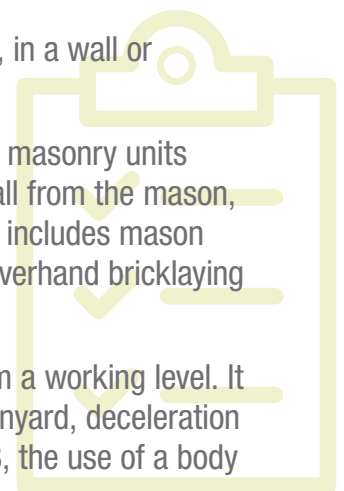 , in a wall or
masonry units
all from the mason,
includes mason
verhand bricklaying
m a working level. It
nyard, deceleration
, the use of a body